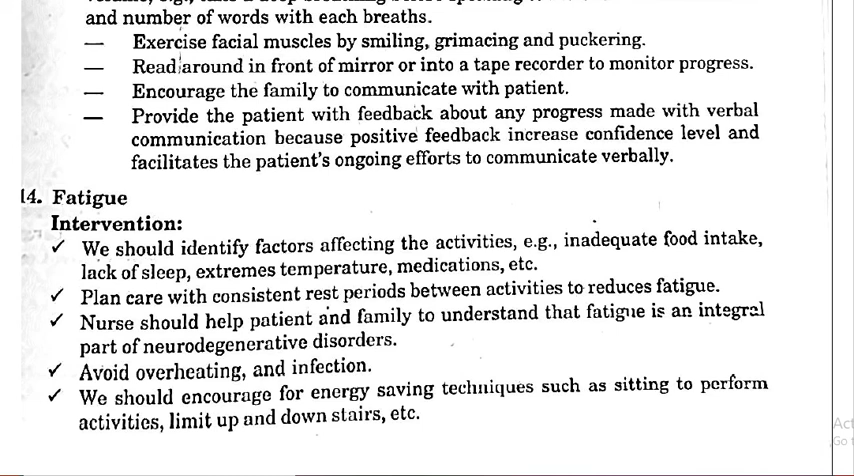 and number of words with each breaths.
— Exercise facial muscles by smiling, grimacing and puckering.
— Read around in front of mirror or into a tape recorder to monitor progress.
— Encourage the family to communicate with patient.
— Provide the patient with feedback about any progress made with verbal
communication because positive feedback increase confidence level and
facilitates the patient's ongoing efforts to communicate verbally.
14. Fatigue
Intervention:
✓ We should identify factors affecting the activities, e.g., inadequate food intake,
lack of sleep, extremes temperature, medications, etc.
✓ Plan care with consistent rest periods between activities to reduces fatigue.
✓ Nurse should help patient and family to understand that fatigue is an integral
part of neurodegenerative disorders.
✓ Avoid overheating, and infection.
✓ We should encourage for energy saving techniques such as sitting to perform
activities, limit up and down stairs, etc.
Act
Go t